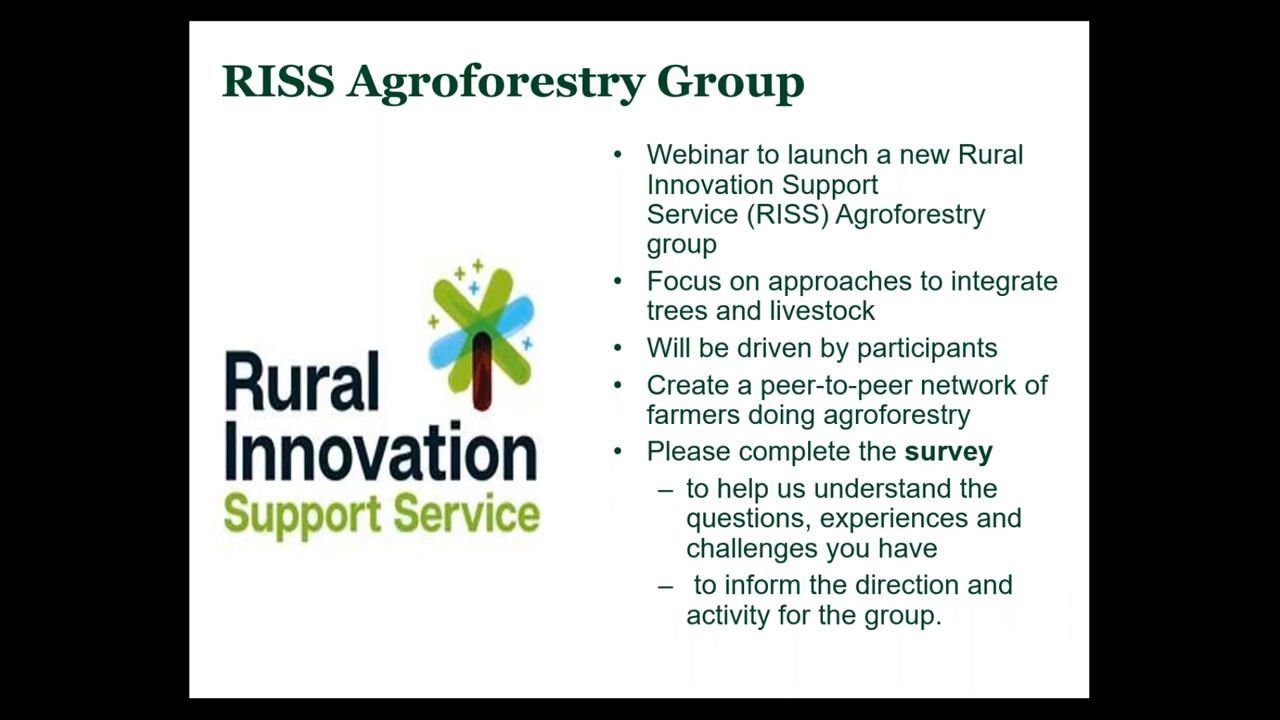 RISS Agroforestry Group
Rural
Innovation
Support Service
• Webinar to launch a new Rural
Innovation Support
Service (RISS) Agroforestry
group
• Focus on approaches to integrate
trees and livestock
• Will be driven by participants
• Create a peer-to-peer network of
farmers doing agroforestry
• Please complete the survey
– to help us understand the
questions, experiences and
challenges you have
– to inform the direction and
activity for the group.